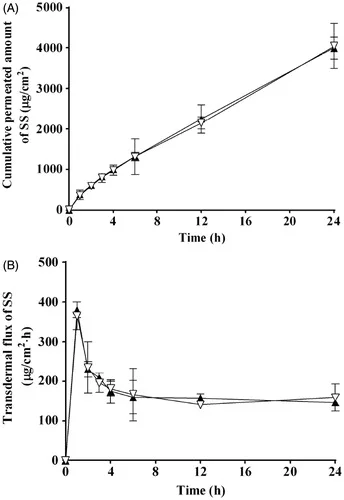 (A)
Cumulative permeated amount
of SS (µg/cm²)
5000
4000
3000
2000
1000
0
0 4 8 12 16 20 24
Time (h)
(B)
Transdermal flux of SS
(µg/cm²·h)
500
400
300
200
100
0
0 4 8 12 16 20 24
Time (h)